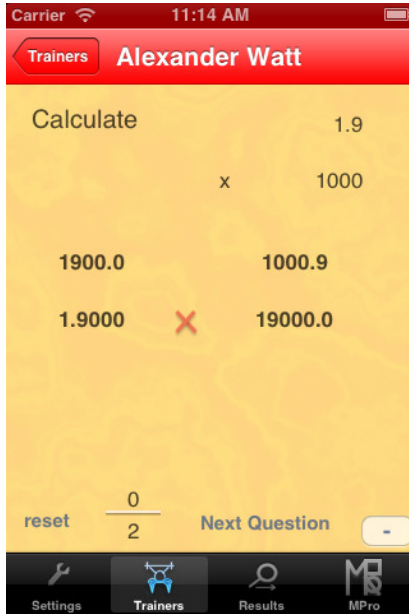 Carrier 11:14 AM
Trainers Alexander Watt
Calculate 1.9
x 1000
1900.0 1000.9
1.9000 19000.0
0
reset Next Question -
2
Settings Trainers Results MPro